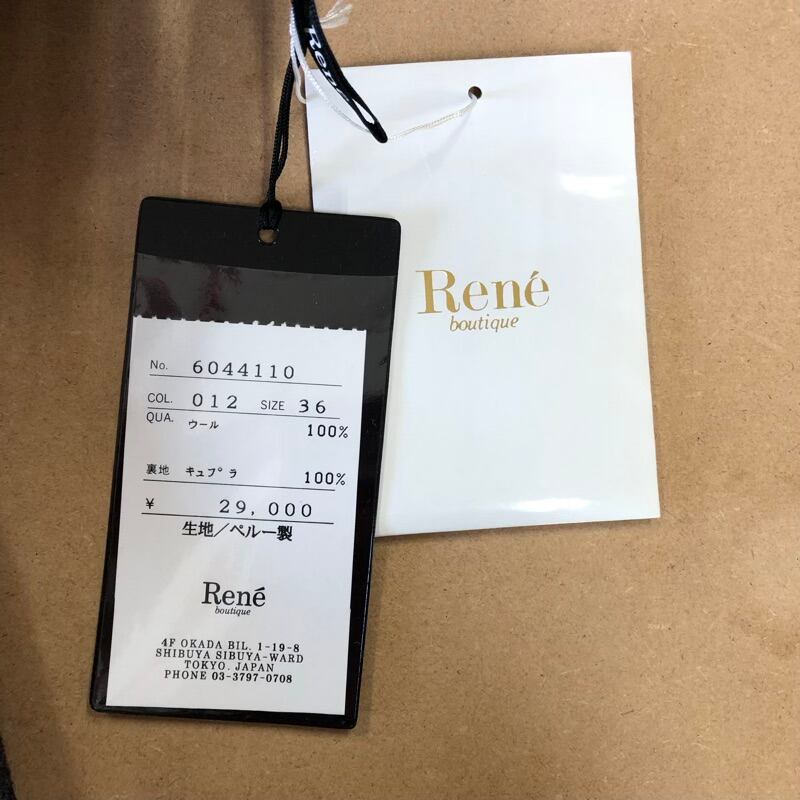 René
René
boutique
No. 6044110
COL. 012 SIZE 36
QUA. ウール 100%
裏地 キュプラ 100%
¥ 29,000
生地/ペルー製
René
boutique
4F OKADA BIL. 1-19-8
SHIBUYA SIBUYA-WARD
TOKYO. JAPAN
PHONE 03-3797-0708